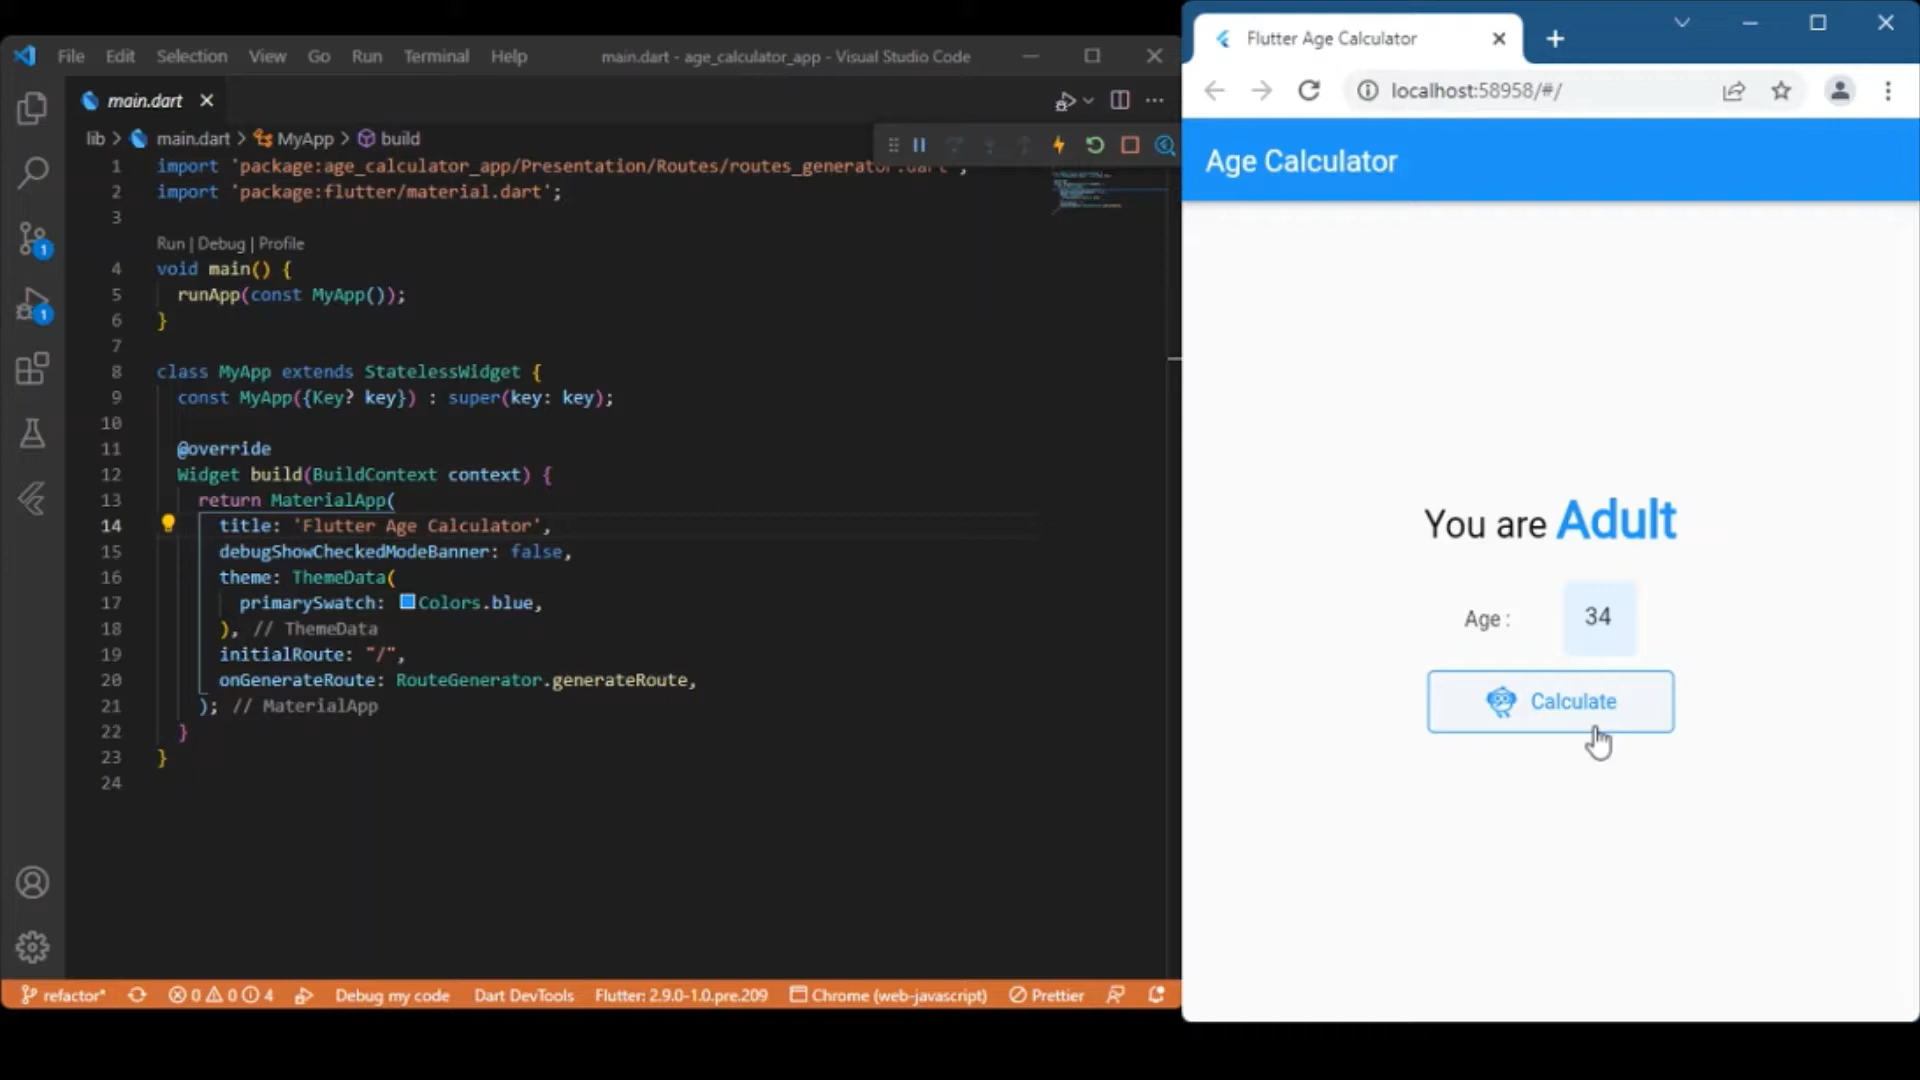 File Edit Selection View Go Run Terminal Help main.dart - age_calculator_app - Visual Studio Code
main.dart
lib > main.dart > MyApp > build
1 import 'package:age_calculator_app/Presentation/Routes/routes_generator.dart';
2 import 'package:flutter/material.dart';
3
Run | Debug | Profile
4 void main() {
5 runApp(const MyApp());
6 }
7
8 class MyApp extends StatelessWidget {
9 const MyApp({Key? key}) : super(key: key);
10
11 @override
12 Widget build(BuildContext context) {
13 return MaterialApp(
14 title: 'Flutter Age Calculator',
15 debugShowCheckedModeBanner: false,
16 theme: ThemeData(
17 primarySwatch: Colors.blue,
18 ), // ThemeData
19 initialRoute: "/",
20 onGenerateRoute: RouteGenerator.generateRoute,
21 ); // MaterialApp
22 }
23 }
24
1
1
refactor* 0 0 4 Debug my code Dart DevTools Flutter: 2.9.0-1.0.pre.209 Chrome (web-javascript) Prettier
Flutter Age Calculator
localhost:58958/#/
Age Calculator
You are Adult
Age : 34
Calculate